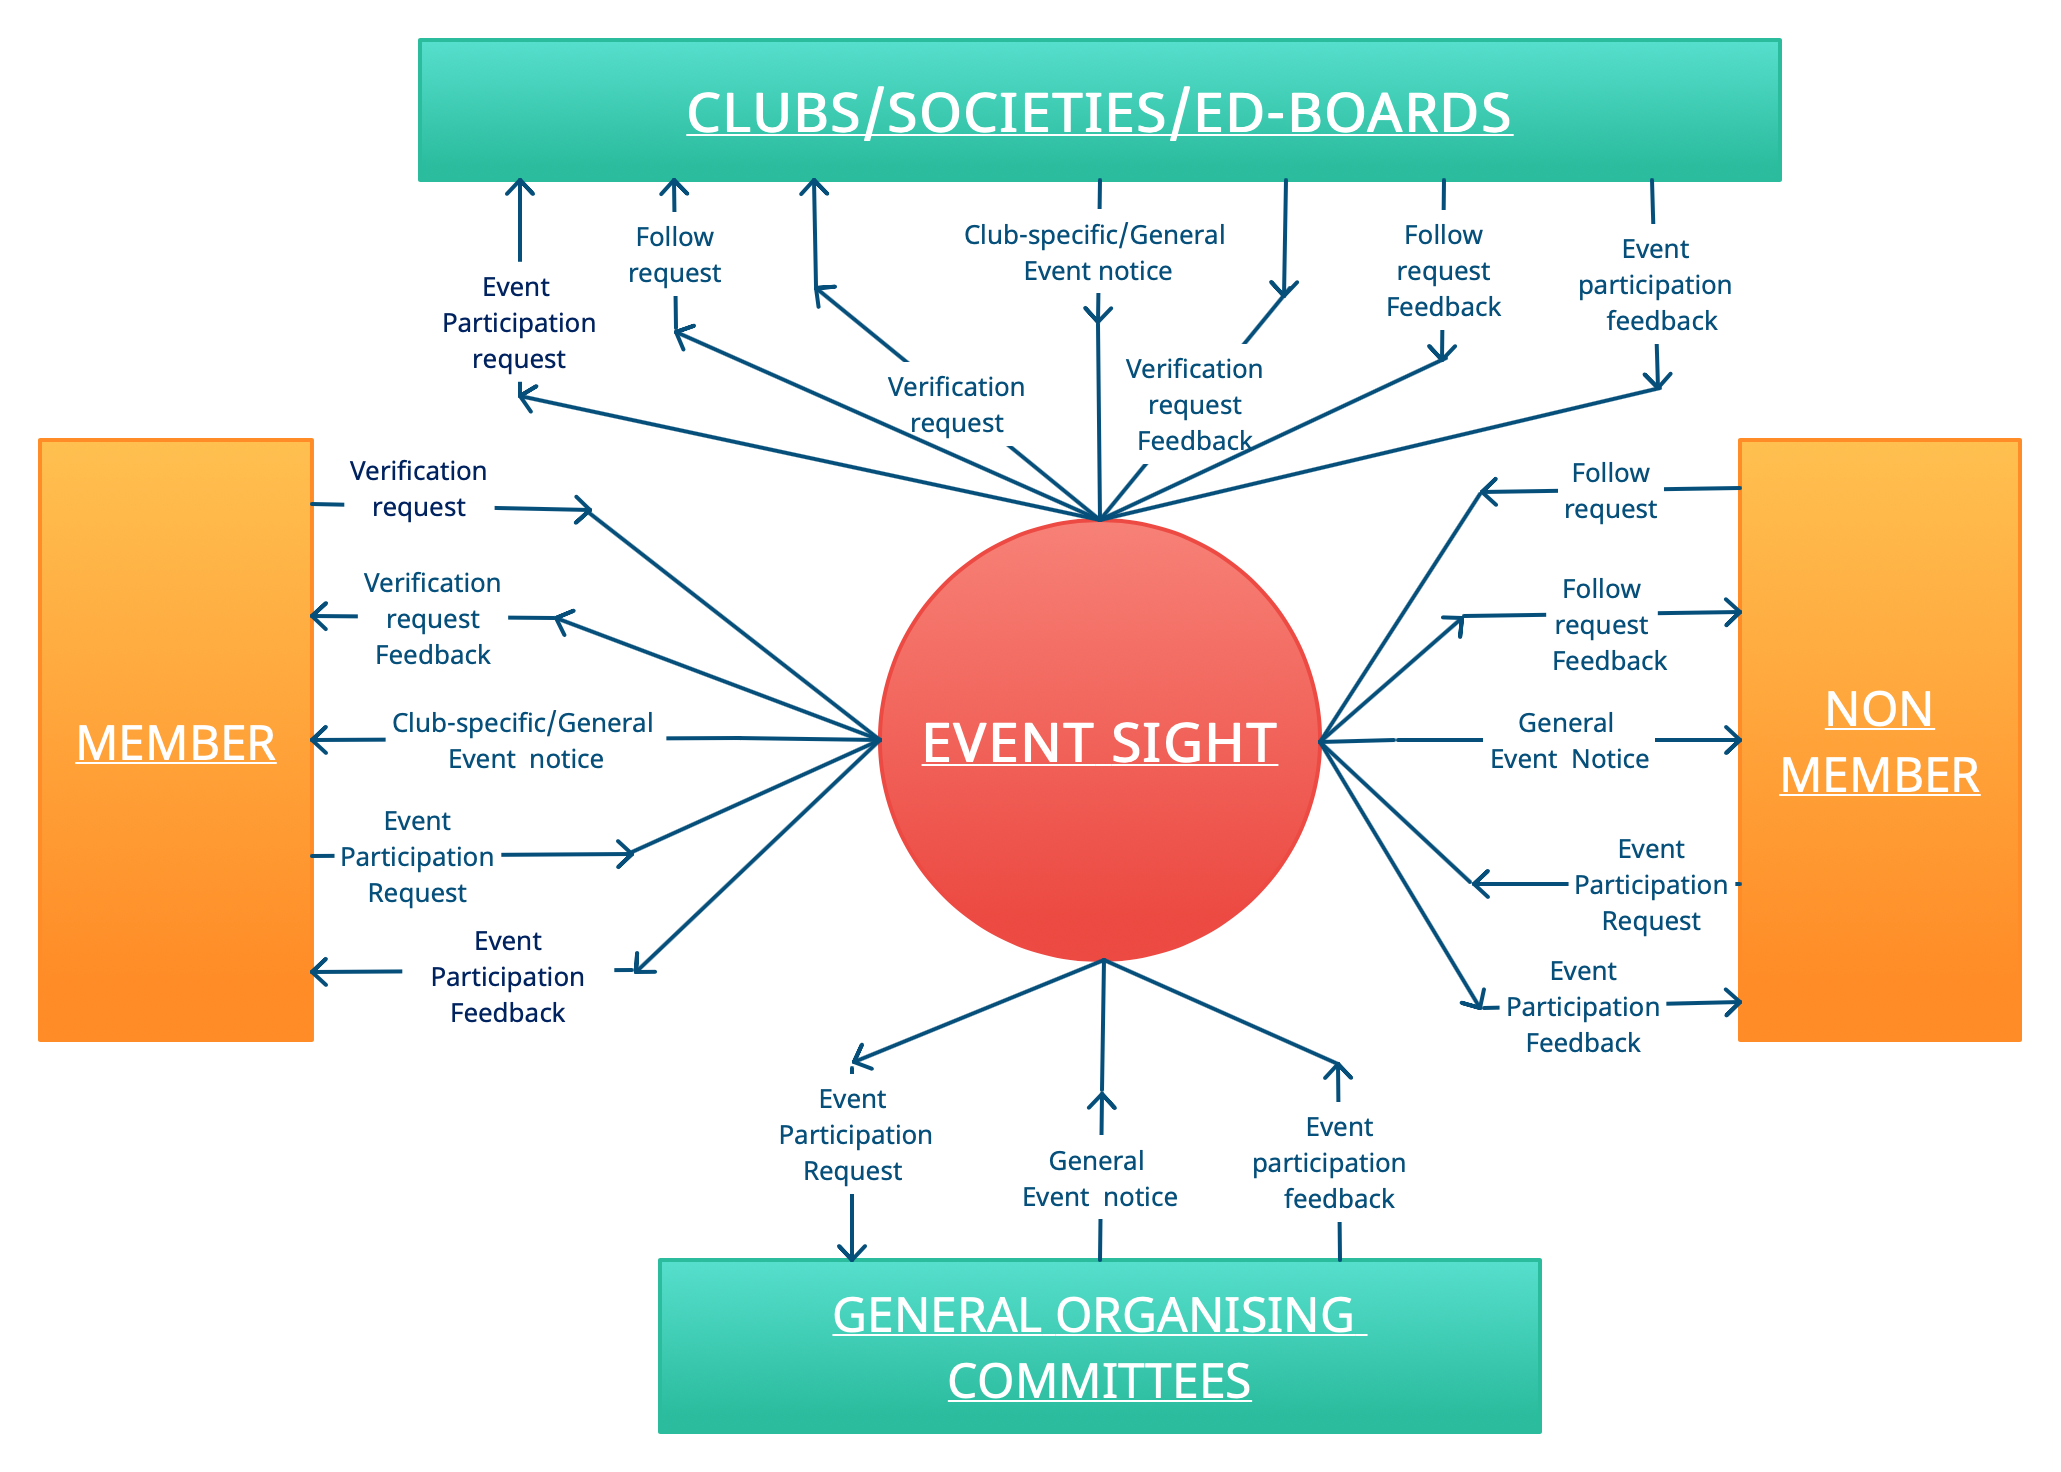 CLUBS/SOCIETIES/ED-BOARDS
Event
Participation
request
Follow
request
Verification
request
Club-specific/General
Event notice
Verification
request
Feedback
Follow
request
Feedback
Event
participation
feedback
MEMBER
Verification
request
Verification
request
Feedback
Club-specific/General
Event notice
Event
Participation
Request
Event
Participation
Feedback
EVENT SIGHT
Follow
request
Follow
request
Feedback
General
Event Notice
Event
Participation
Request
Event
Participation
Feedback
NON
MEMBER
Event
Participation
Request
General
Event notice
Event
participation
feedback
GENERAL ORGANISING
COMMITTEES